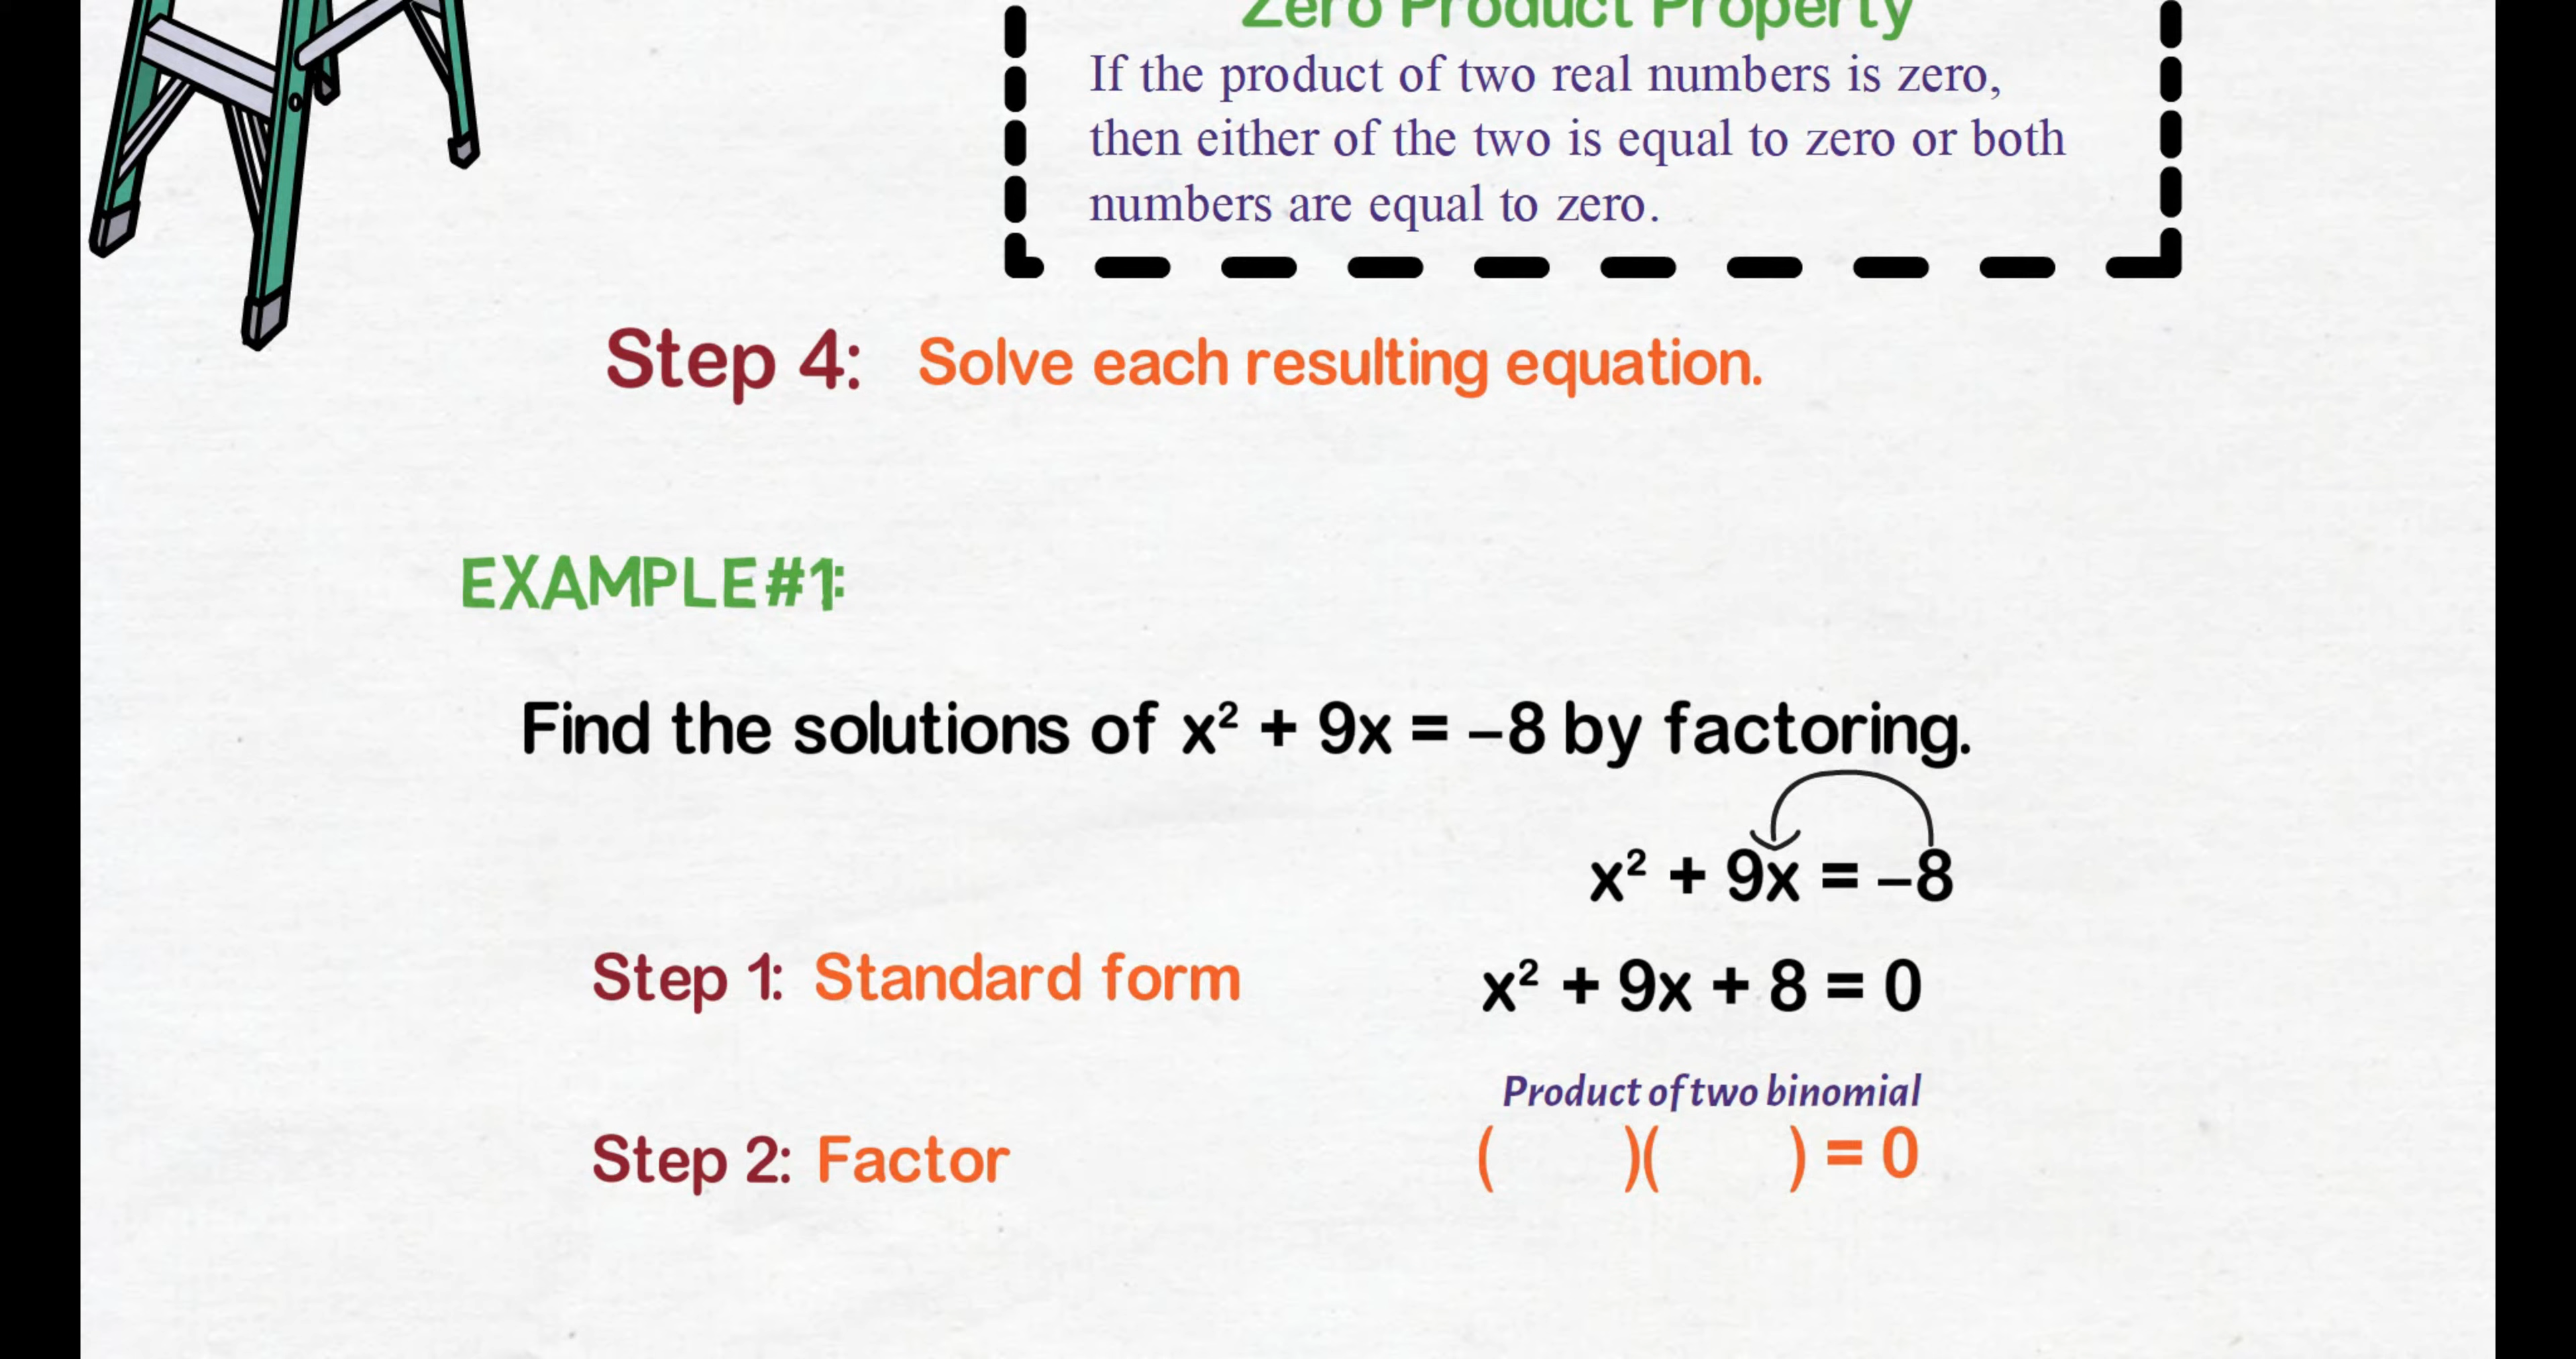 Zero Product Property
If the product of two real numbers is zero,
then either of the two is equal to zero or both
numbers are equal to zero.
Step 4: Solve each resulting equation.
EXAMPLE#1:
Find the solutions of x² + 9x = –8 by factoring.
x² + 9x = –8
Step 1: Standard form x² + 9x + 8 = 0
Product of two binomial
Step 2: Factor ( )( ) = 0